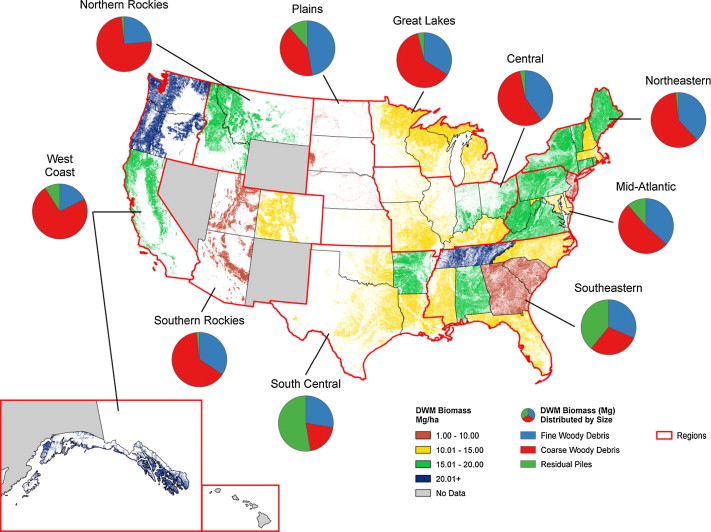 Northern Rockies
Plains
Great Lakes
Central
Northeastern
West
Coast
Mid-Atlantic
Southeastern
Southern Rockies
South Central
DWM Biomass
Mg/ha
1.00 - 10.00
10.01 - 15.00
15.01 - 20.00
20.01+
No Data
DWM Biomass (Mg)
Distributed by Size
Fine Woody Debris
Coarse Woody Debris
Residual Piles
Regions